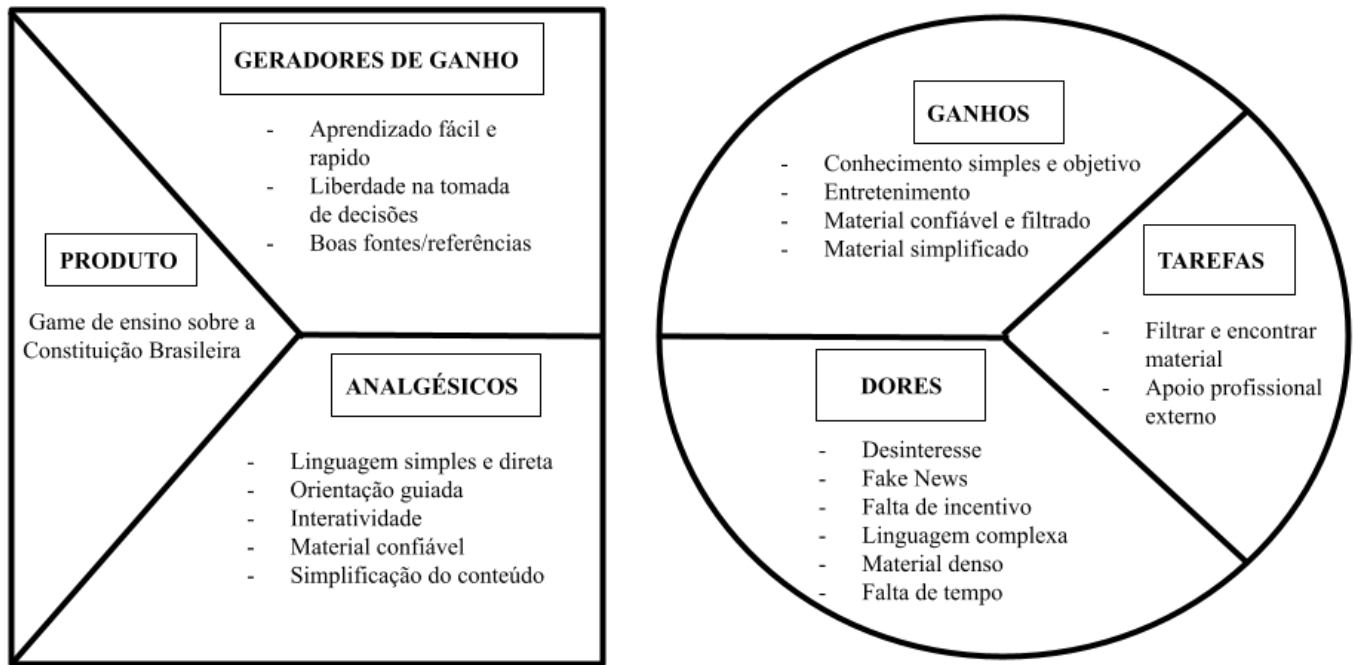 GERADORES DE GANHO
- Aprendizado fácil e
rapido
- Liberdade na tomada
de decisões
- Boas fontes/referências
PRODUTO
Game de ensino sobre a
Constituição Brasileira
ANALGÉSICOS
- Linguagem simples e direta
- Orientação guiada
- Interatividade
- Material confiável
- Simplificação do conteúdo
GANHOS
- Conhecimento simples e objetivo
- Entretenimento
- Material confiável e filtrado
- Material simplificado
TAREFAS
- Filtrar e encontrar
material
- Apoio profissional
externo
DORES
- Desinteresse
- Fake News
- Falta de incentivo
- Linguagem complexa
- Material denso
- Falta de tempo